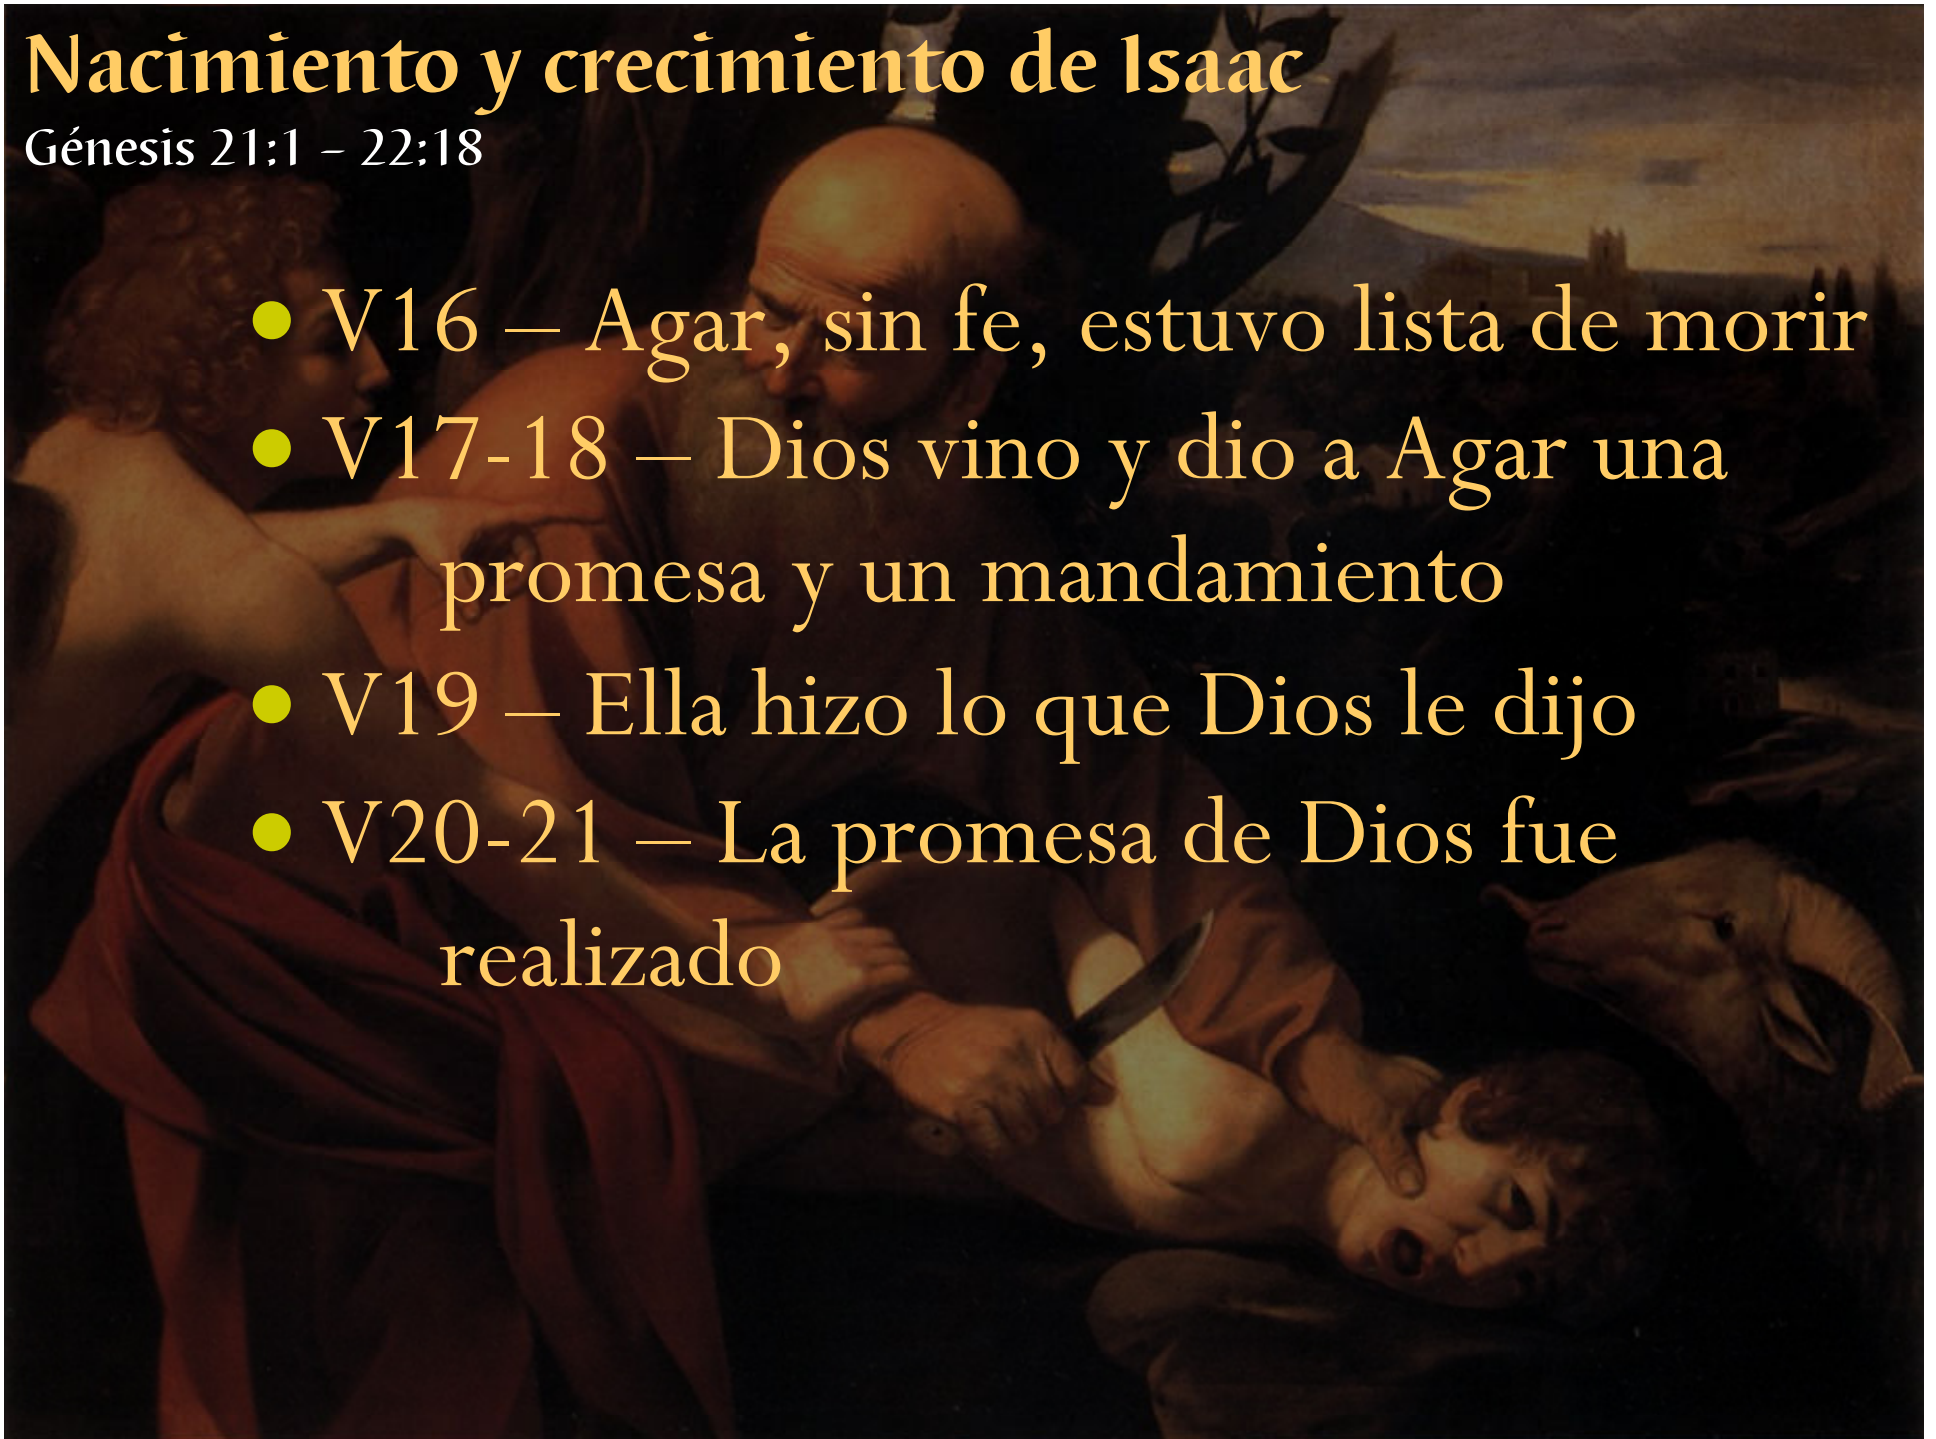 Nacimiento y crecimiento de Isaac
Génesis 21:1 – 22:18
• V16 – Agar, sin fe, estuvo lista de morir
• V17-18 – Dios vino y dio a Agar una
promesa y un mandamiento
• V19 – Ella hizo lo que Dios le dijo
• V20-21 – La promesa de Dios fue
realizado